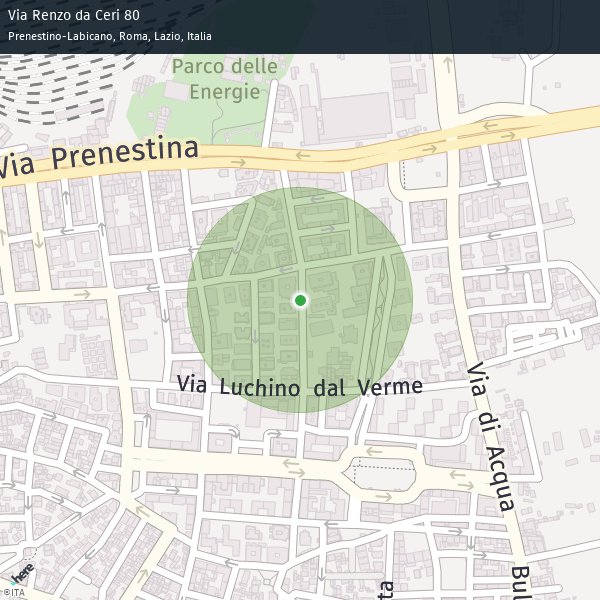 Via Renzo da Ceri 80
Prenestino-Labicano, Roma, Lazio, Italia
Parco delle
Energie
Via Prenestina
Via Luchino dal Verme
Via di Acqua
Bul
ta
here
©ITA